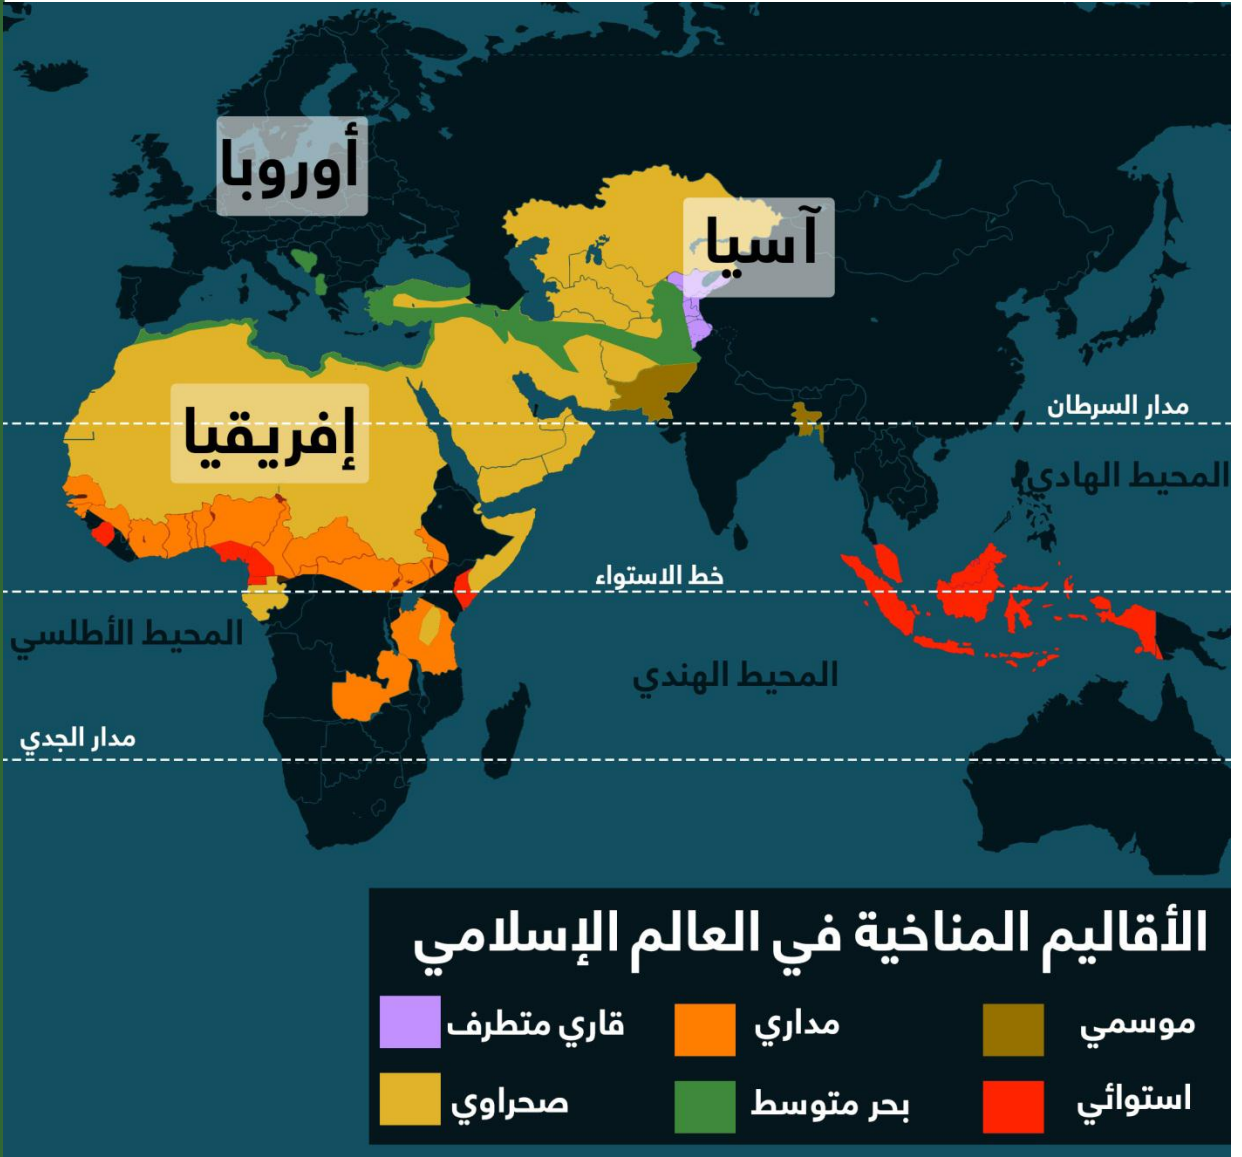 أوروبا
آسيا
إفريقيا
مدار السرطان
المحيط الهادي
خط الاستواء
المحيط الأطلسي
المحيط الهندي
مدار الجدي
الأقاليم المناخية في العالم الإسلامي
موسمي
مداري
قاري متطرف
استوائي
بحر متوسط
صحراوي